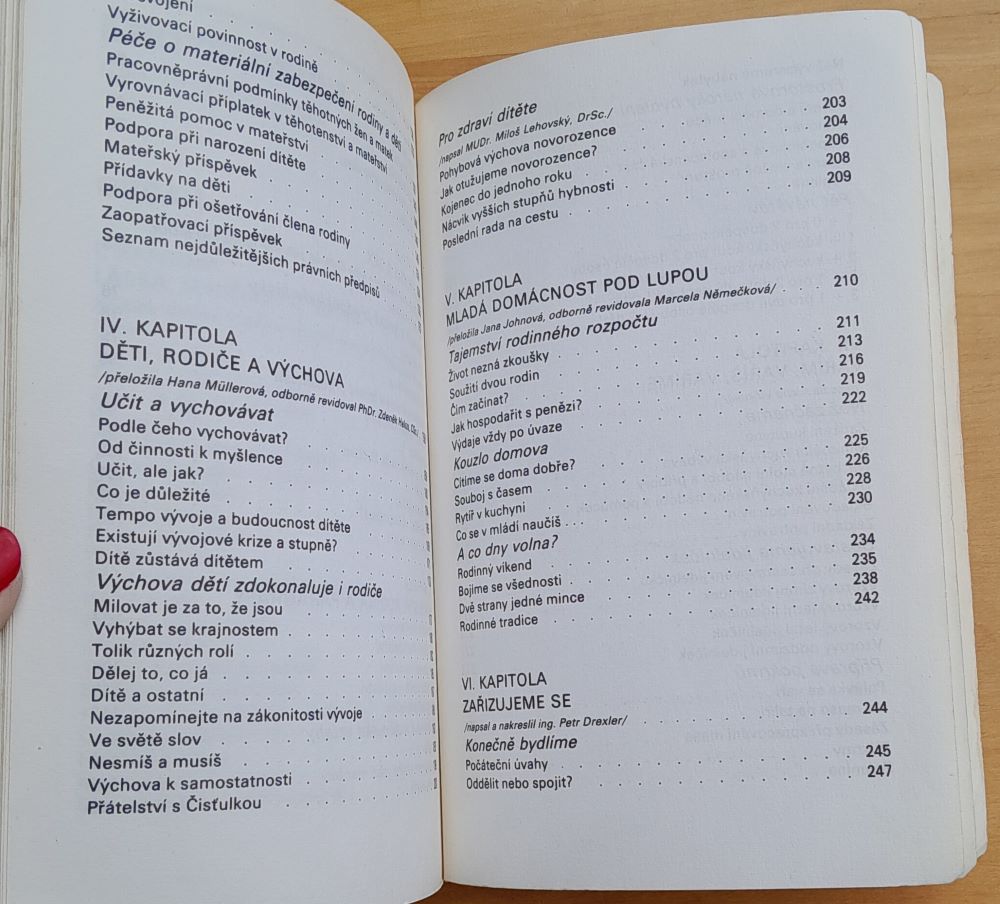 Vyživovací povinnost v rodině
Péče o materiální zabezpečení rodiny a dětí
Pracovněprávní podmínky těhotných žen a matek
Vyrovnávací příplatek v těhotenství a mateřství
Peněžitá pomoc v mateřství
Podpora při narození dítěte
Mateřský příspěvek
Přídavky na děti
Podpora při ošetřování člena rodiny
Zaopatřovací příspěvek
Seznam nejdůležitějších právních předpisů
IV. KAPITOLA
DĚTI, RODIČE A VÝCHOVA
/přeložila Hana Müllerová, odborně revidoval PhDr. Zdeněk
Učit a vychovávat
Podle čeho vychovávat?
Od činnosti k myšlence
Učit, ale jak?
Co je důležité
Tempo vývoje a budoucnost dítěte
Existují vývojové krize a stupně?
Dítě zůstává dítětem
Výchova dětí zdokonaluje i rodiče
Milovat je za to, že jsou
Vyhýbat se krajnostem
Tolik různých rolí
Dělej to, co já
Dítě a ostatní
Nezapomínejte na zákonitosti vývoje
Ve světě slov
Nesmíš a musíš
Výchova k samostatnosti
Přátelství s Čisťulkou
Pro zdraví dítěte
/napsal MUDr. Miloš Lehovský, DrSc./
Pohybová výchova novorozence 203
Jak otužujeme novorozence? 204
Kojenec do jednoho roku 206
Nácvik vyšších stupňů hybnosti 208
Poslední rada na cestu 209
V. KAPITOLA
MLADÁ DOMÁCNOST POD LUPOU
/přeložila Jana Johnová, odborně revidovala Marcela Němečková/ 210
Tajemství rodinného rozpočtu
Život nezná zkoušky 211
Soužití dvou rodin 213
Čím začínat? 216
Jak hospodařit s penězi? 219
Výdaje vždy po úvaze 222
Kouzlo domova
Cítíme se doma dobře? 225
Souboj s časem 226
Rytíř v kuchyni 228
Co se v mládí naučíš ... 230
A co dny volna?
Rodinný víkend 234
Bojíme se všednosti 235
Dvě strany jedné mince 238
Rodinné tradice 242
VI. KAPITOLA
ZAŘIZUJEME SE
/napsal a nakreslil ing. Petr Drexler/ 244
Konečně bydlíme
Počáteční úvahy 245
Oddělit nebo spojit? 247